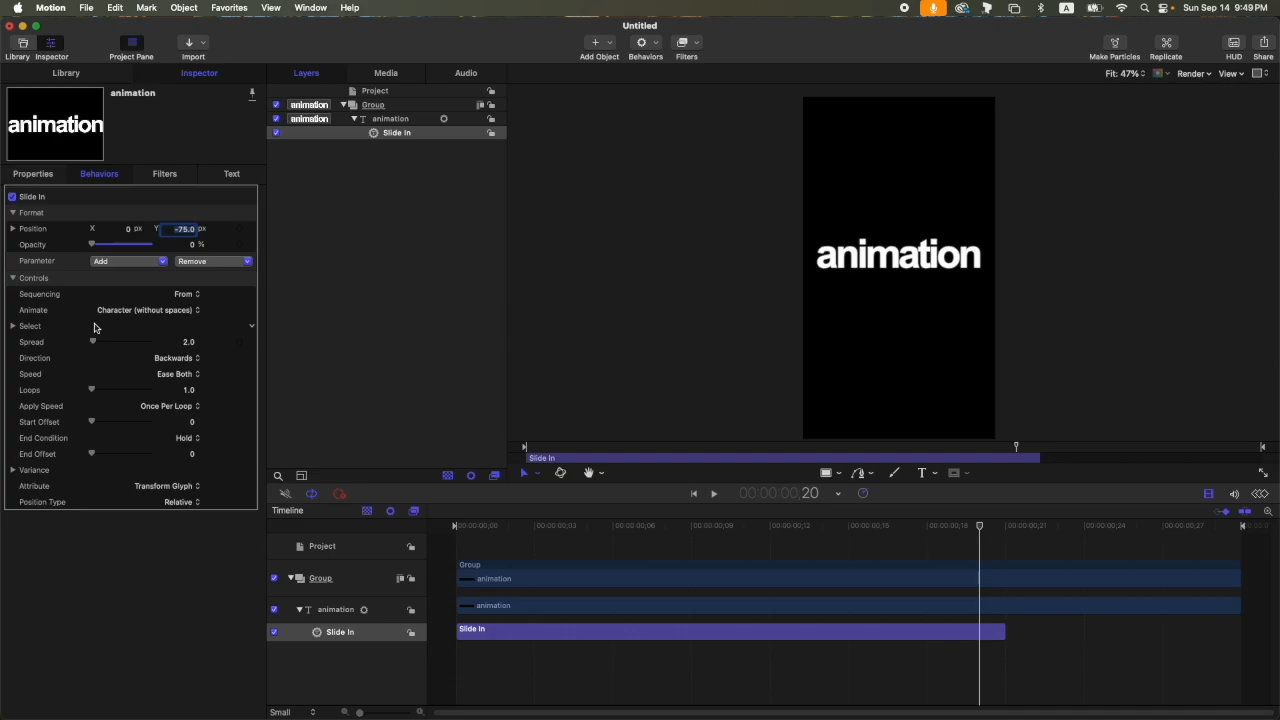 Motion File Edit Mark Object Favorites View Window Help
A
Sun Sep 14 9:49 PM
Untitled
Library Inspector Project Pane Import Add Object Behaviors Filters Make Particles Replicate HUD Share
Library Inspector Layers Media Audio
Fit: 47% Render View
animation
animation
Properties Behaviors Filters Text
Slide In
Format
Position X 0 px Y -75.0 px
Opacity 0 %
Parameter Add Remove
Controls
Sequencing From
Animate Character (without spaces)
Select
Spread 2.0
Direction Backwards
Speed Ease Both
Loops 1.0
Apply Speed Once Per Loop
Start Offset 0
End Condition Hold
End Offset 0
Variance
Attribute Transform Glyph
Position Type Relative
Project
animation Group
animation T animation
Slide In
animation
Slide In
T
00:00:00;20
Timeline
00:00:00;00 00:00:00;03 00:00:00;06 00:00:00;09 00:00:00;12 00:00:00;15 00:00:00;18 00:00:00;21 00:00:00;24 00:00:00;27
Project
Group
Group
animation
T animation
animation
Slide In
Slide In
Small